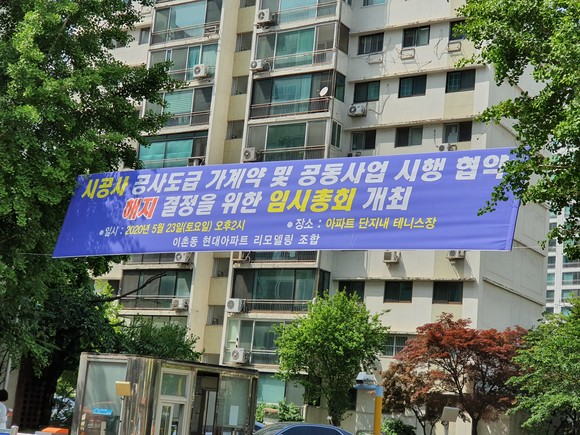 시공사 공사도급 가계약 및 공동사업 시행 협약
해지 결정을 위한 임시총회 개최
•일시 : 2020년 5월 23일(토요일) 오후2시 •장소 : 아파트 단지내 테니스장
이촌동 현대아파트 리모델링 조합